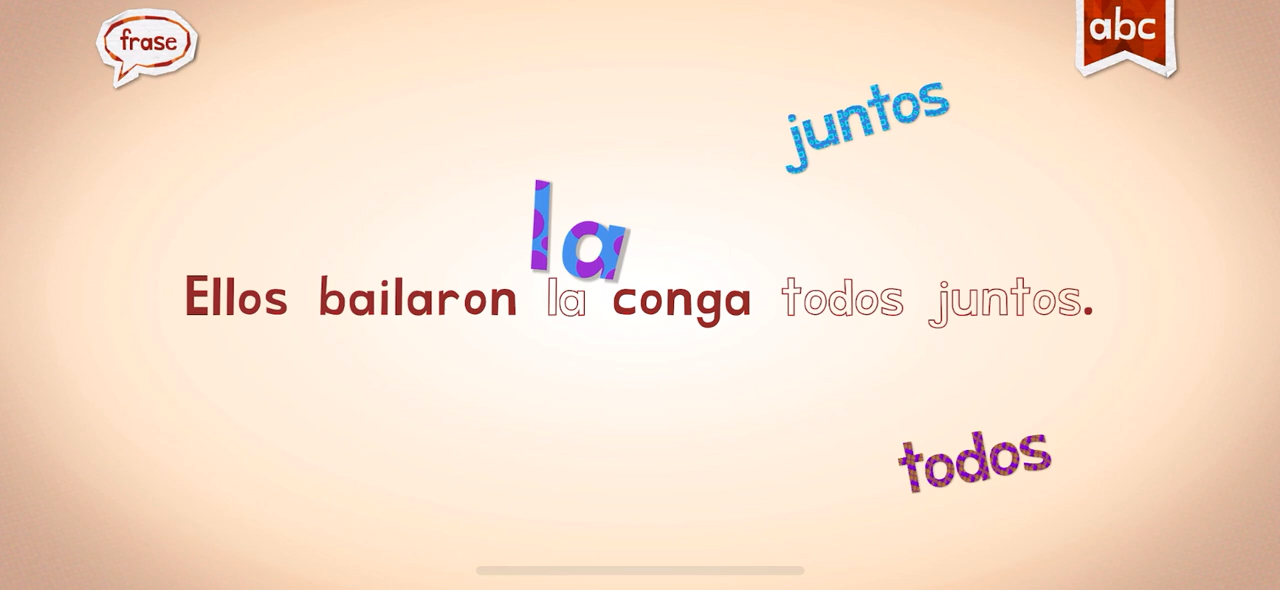 frase
abc
juntos
la
Ellos bailaron la conga todos juntos.
todos